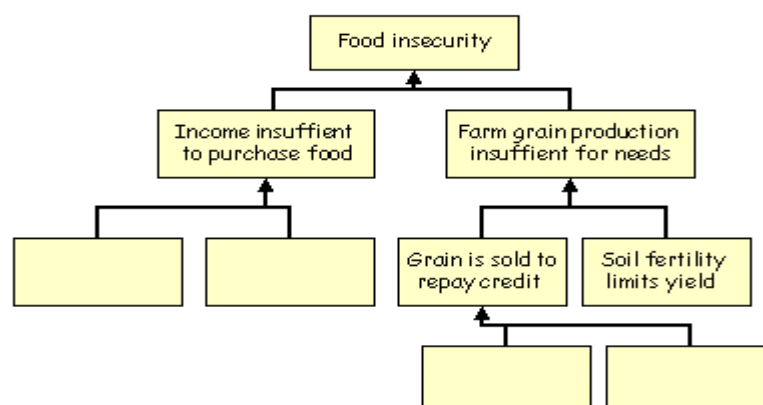 Food insecurity
Income insuffient
to purchase food
Farm grain production
insuffient for needs
Grain is sold to
repay credit
Soil fertility
limits yield